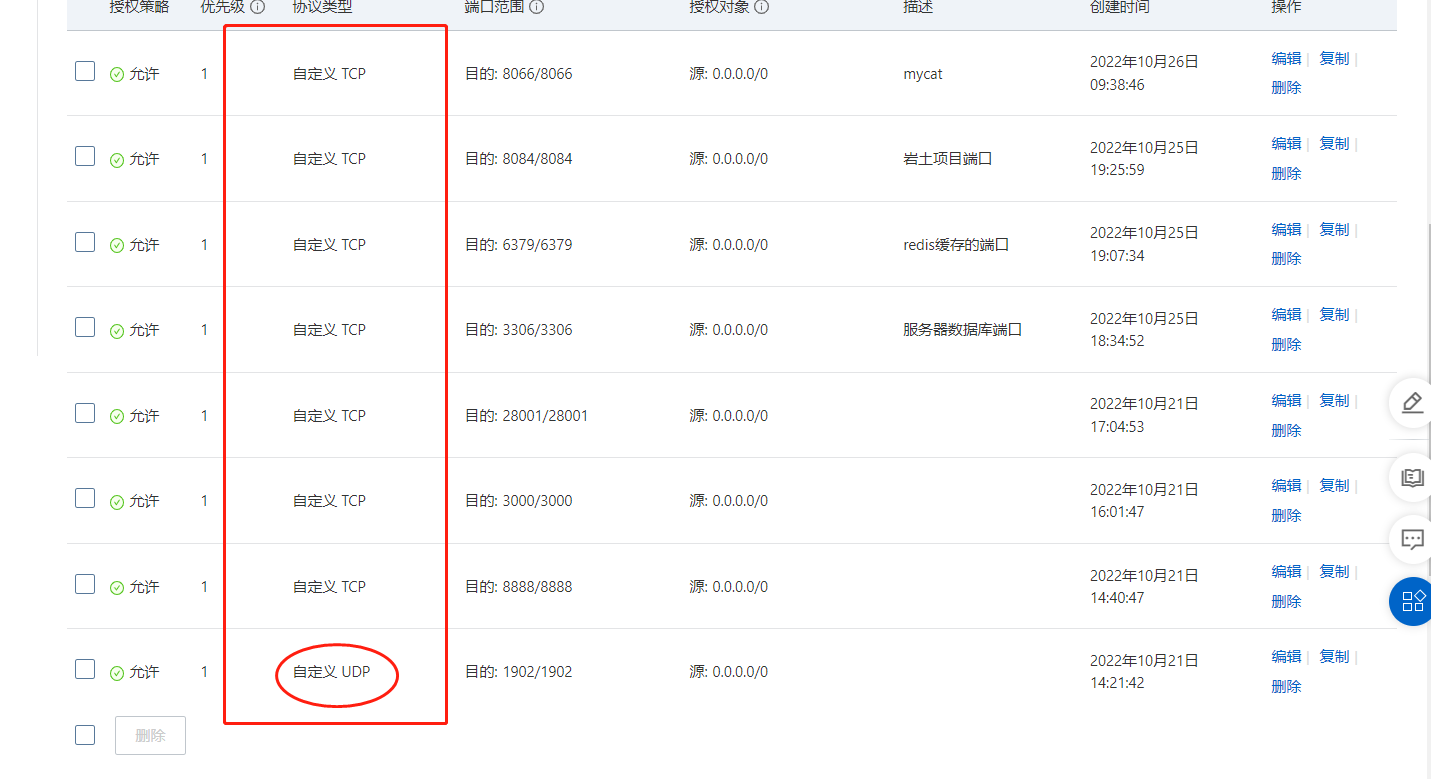 授权策略 优先级 协议类型 端口范围 授权对象 描述 创建时间 操作
允许 1 自定义 TCP 目的: 8066/8066 源: 0.0.0.0/0 mycat 2022年10月26日 09:38:46 编辑 复制 删除
允许 1 自定义 TCP 目的: 8084/8084 源: 0.0.0.0/0 岩土项目端口 2022年10月25日 19:25:59 编辑 复制 删除
允许 1 自定义 TCP 目的: 6379/6379 源: 0.0.0.0/0 redis缓存的端口 2022年10月25日 19:07:34 编辑 复制 删除
允许 1 自定义 TCP 目的: 3306/3306 源: 0.0.0.0/0 服务器数据库端口 2022年10月25日 18:34:52 编辑 复制 删除
允许 1 自定义 TCP 目的: 28001/28001 源: 0.0.0.0/0 2022年10月21日 17:04:53 编辑 复制 删除
允许 1 自定义 TCP 目的: 3000/3000 源: 0.0.0.0/0 2022年10月21日 16:01:47 编辑 复制 删除
允许 1 自定义 TCP 目的: 8888/8888 源: 0.0.0.0/0 2022年10月21日 14:40:47 编辑 复制 删除
允许 1 自定义 UDP 目的: 1902/1902 源: 0.0.0.0/0 2022年10月21日 14:21:42 编辑 复制 删除
删除